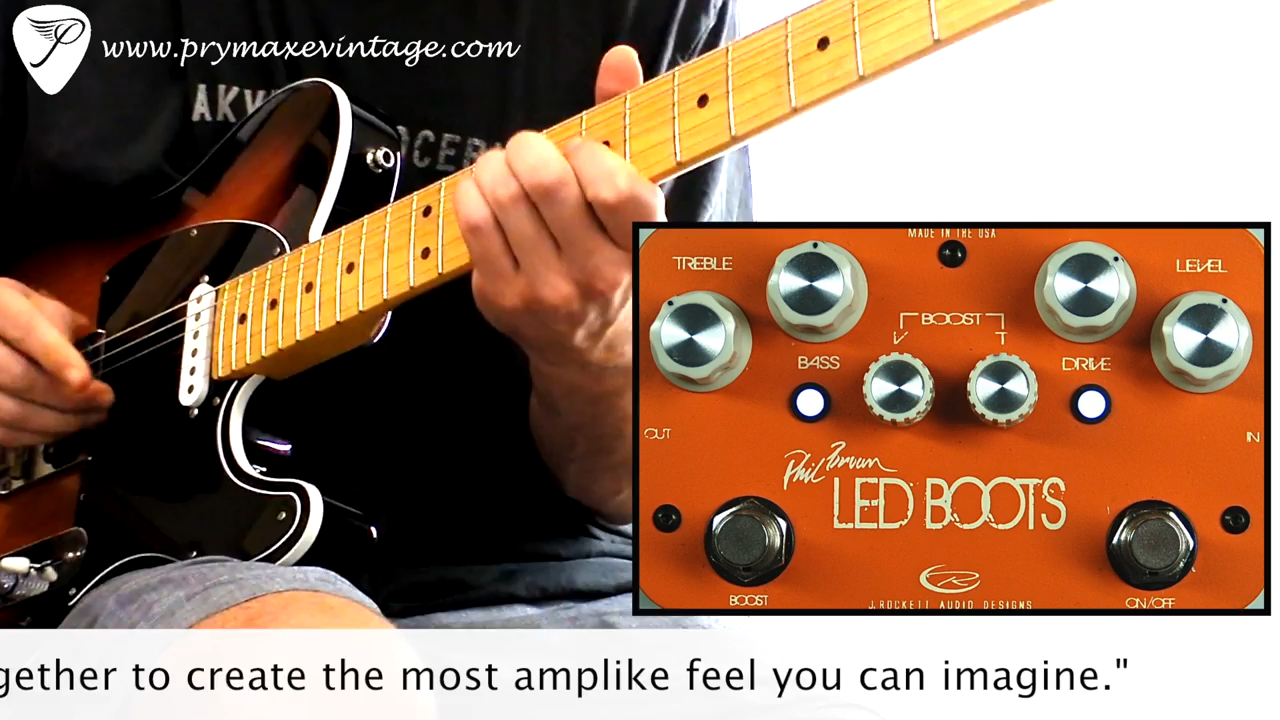 www.prymaxevintage.com
MADE IN THE USA
TREBLE
LEVEL
BOOST
V
T
BASS
DRIVE
OUT
IN
Phil Brown
LED BOOTS
BOOST
J. ROCKETT AUDIO DESIGNS
ON/OFF
gether to create the most amplike feel you can imagine."